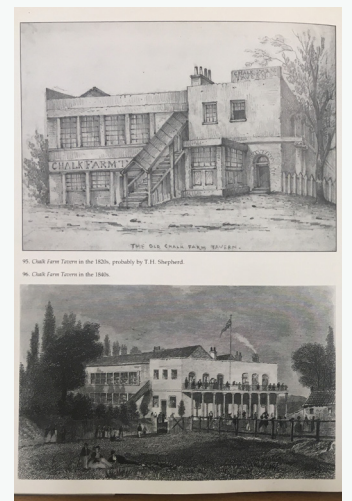 CHALK FARM T
THE OLD CHALK FARM TAVERN.
95. Chalk Farm Tavern in the 1820s, probably by T.H. Shepherd.
96. Chalk Farm Tavern in the 1840s.